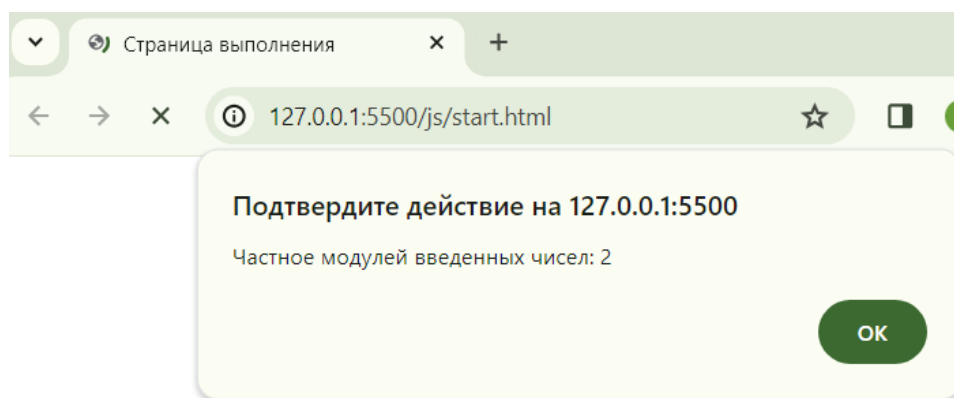 Страница выполнения
127.0.0.1:5500/js/start.html
Подтвердите действие на 127.0.0.1:5500
Частное модулей введенных чисел: 2
ОК